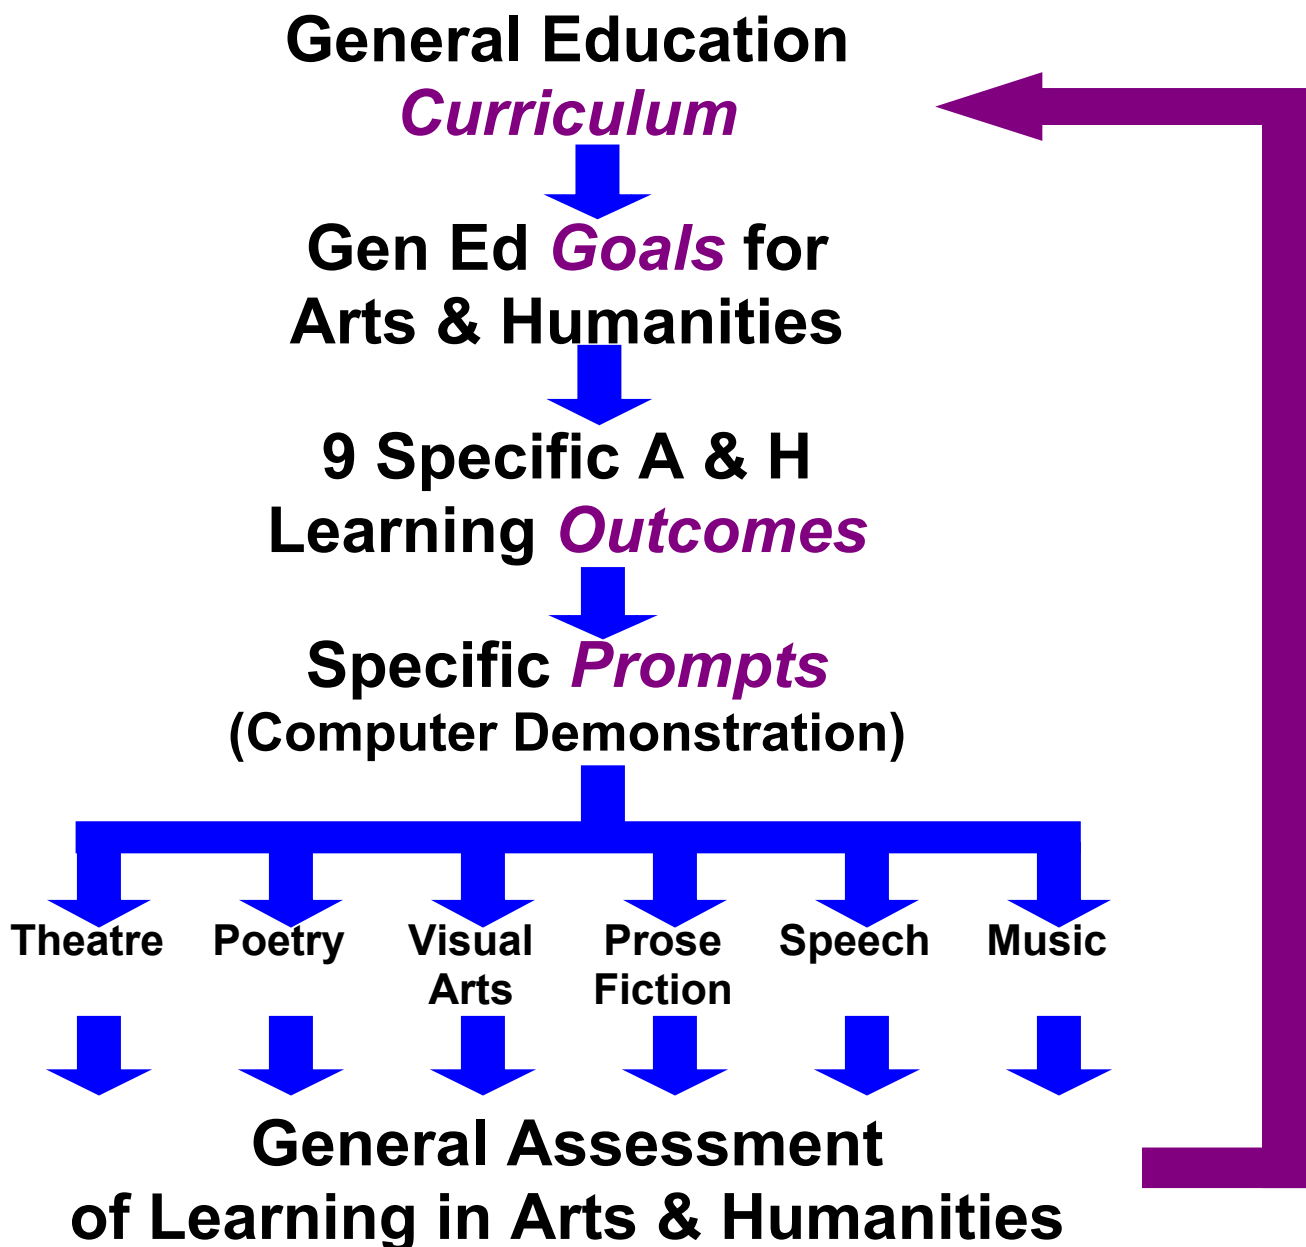 General Education
Curriculum
Gen Ed Goals for
Arts & Humanities
9 Specific A & H
Learning Outcomes
Specific Prompts
(Computer Demonstration)
Theatre Poetry Visual Prose Speech Music
Arts Fiction
General Assessment
of Learning in Arts & Humanities